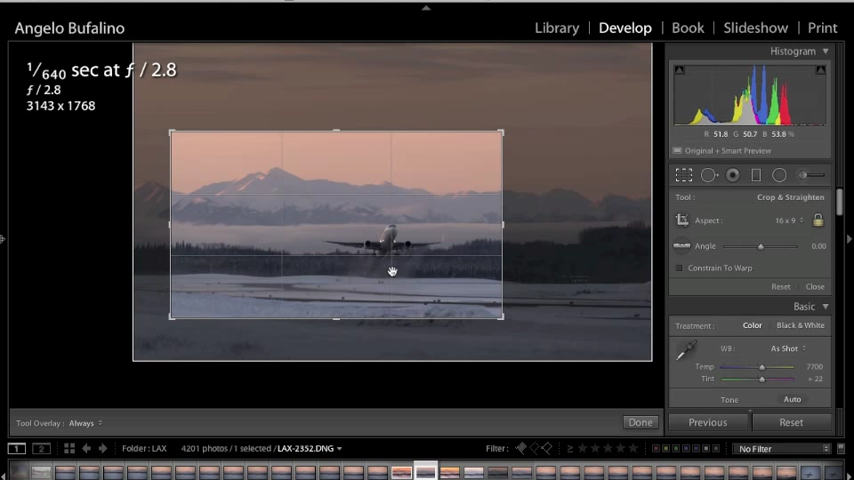 Angelo Bufalino
Library | Develop | Book | Slideshow | Print
1/640 sec at ƒ / 2.8
ƒ / 2.8
3143 x 1768
Histogram
R 51.8 G 50.7 B 53.8 %
Original + Smart Preview
Tool: Crop & Straighten
Aspect: 16 x 9
Angle 0.00
Constrain To Warp
Reset Close
Basic
Treatment: Color Black & White
WB: As Shot
Temp 7700
Tint + 22
Tone Auto
Tool Overlay: Always
Done
Previous Reset
1 2 Folder: LAX 4201 photos / 1 selected / LAX-2352.DNG Filter: No Filter